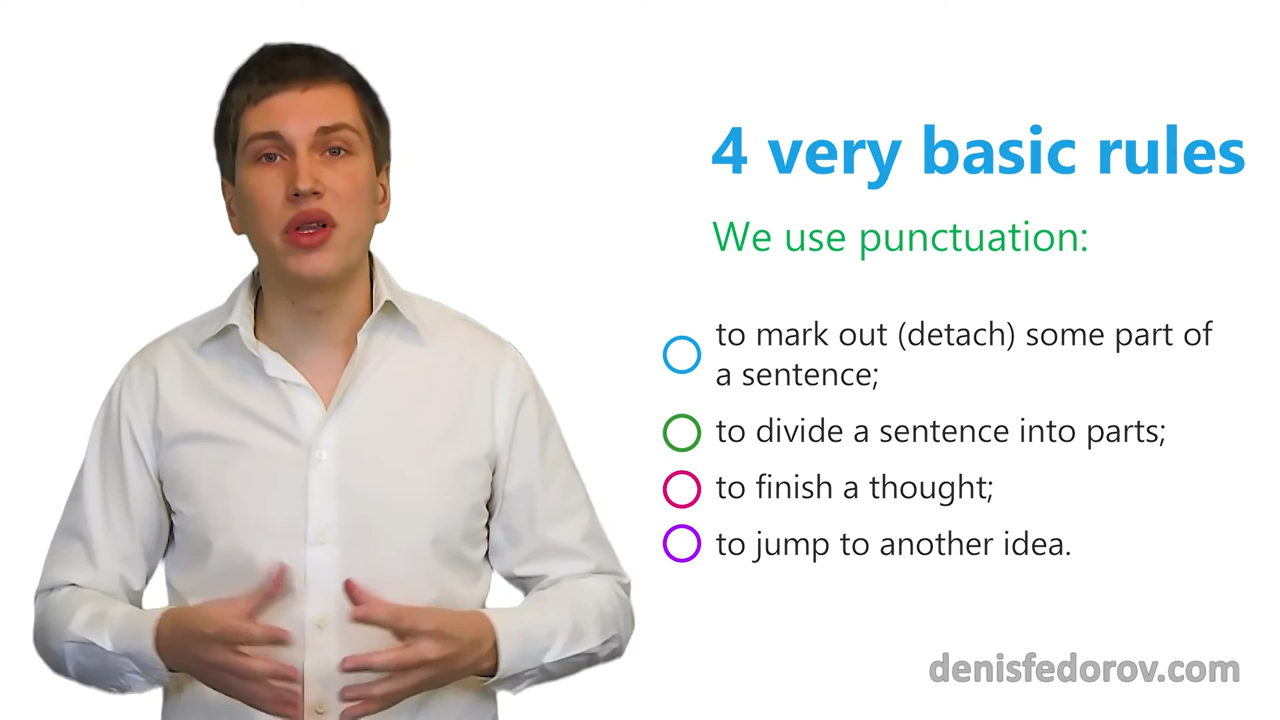 4 very basic rules
We use punctuation:
to mark out (detach) some part of
a sentence;
to divide a sentence into parts;
to finish a thought;
to jump to another idea.
denisfedorov.com